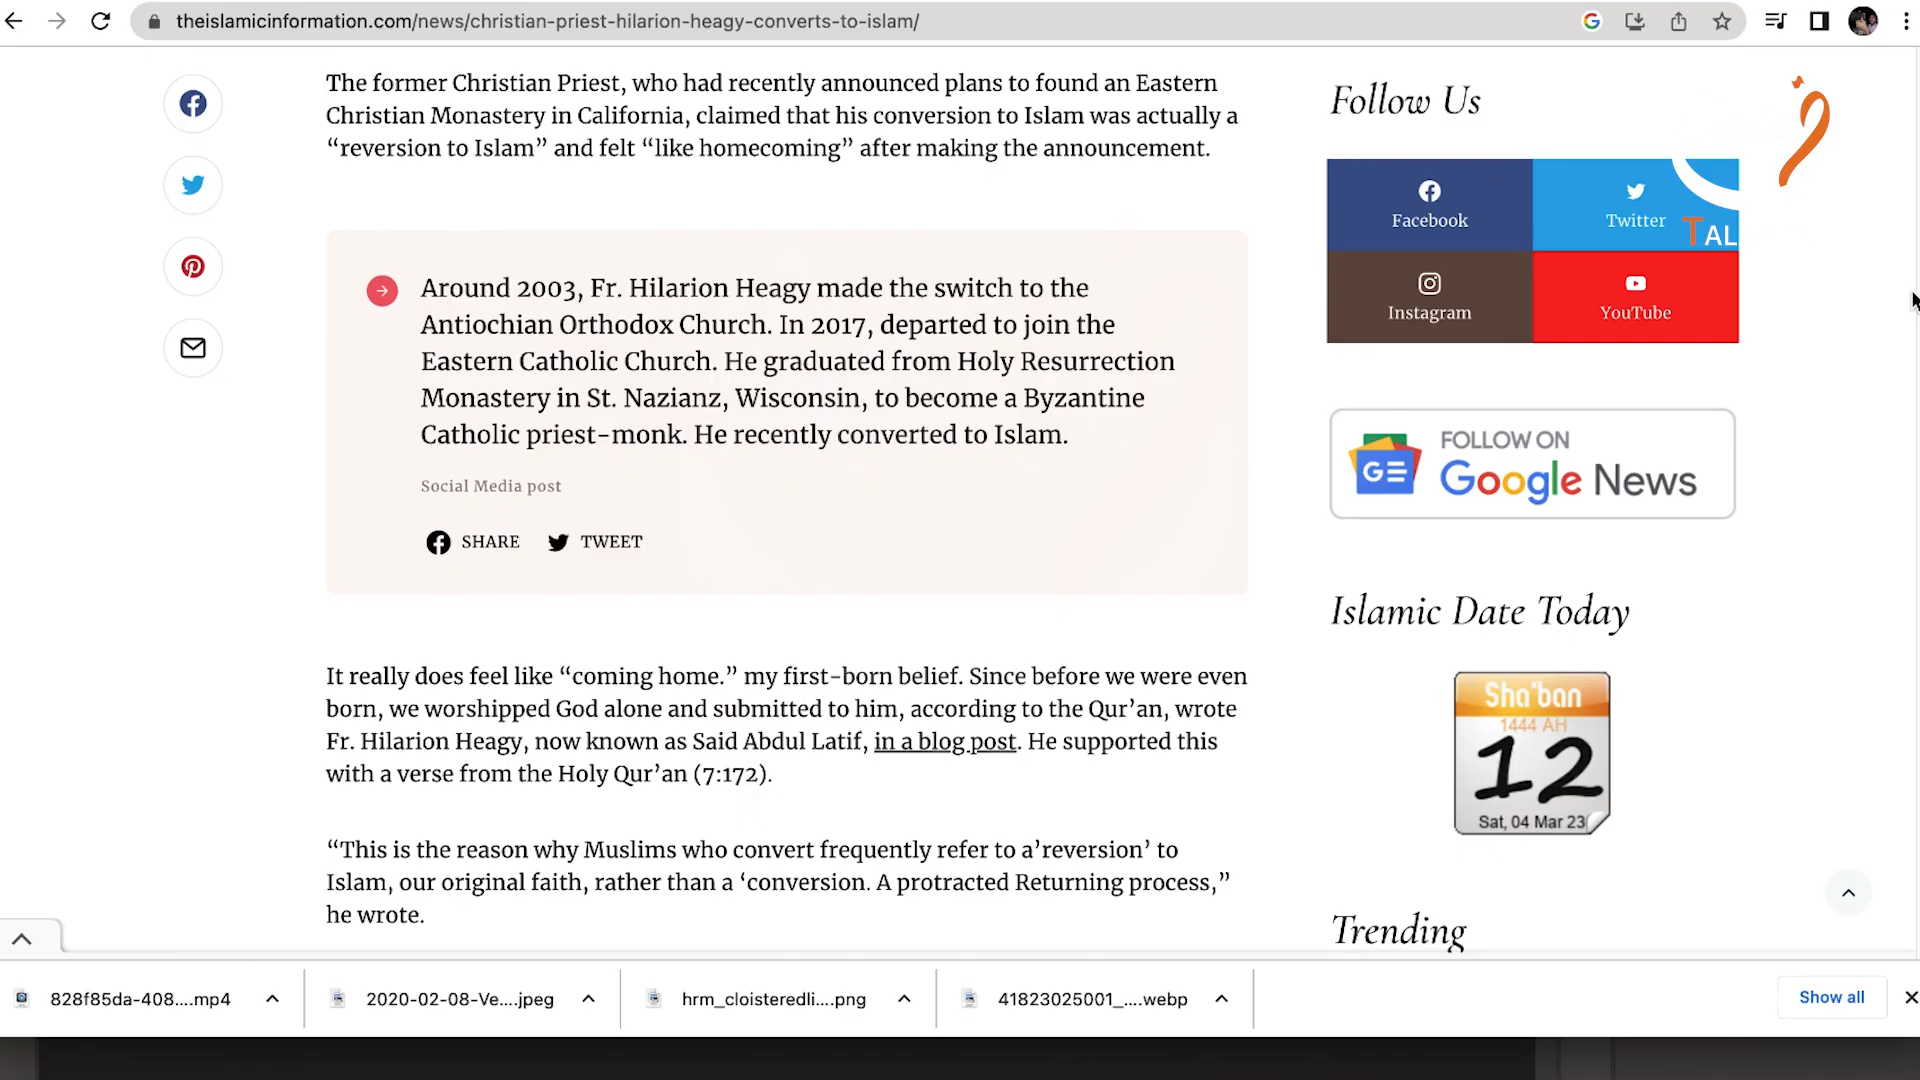 theislamicinformation.com/news/christian-priest-hilarion-heagy-converts-to-islam/
The former Christian Priest, who had recently announced plans to found an Eastern
Christian Monastery in California, claimed that his conversion to Islam was actually a
“reversion to Islam” and felt “like homecoming” after making the announcement.
Around 2003, Fr. Hilarion Heagy made the switch to the
Antiochian Orthodox Church. In 2017, departed to join the
Eastern Catholic Church. He graduated from Holy Resurrection
Monastery in St. Nazianz, Wisconsin, to become a Byzantine
Catholic priest-monk. He recently converted to Islam.
Social Media post
SHARE TWEET
It really does feel like “coming home.” my first-born belief. Since before we were even
born, we worshipped God alone and submitted to him, according to the Qur’an, wrote
Fr. Hilarion Heagy, now known as Said Abdul Latif, in a blog post. He supported this
with a verse from the Holy Qur’an (7:172).
“This is the reason why Muslims who convert frequently refer to a’reversion’ to
Islam, our original faith, rather than a ‘conversion. A protracted Returning process,”
he wrote.
Follow Us
Facebook
Twitter
TAL
Instagram
YouTube
FOLLOW ON
GE Google News
Islamic Date Today
Sha'ban
1444 AH
12
Sat, 04 Mar 23
Trending
828f85da-408....mp4
2020-02-08-Ve....jpeg
hrm_cloisteredli....png
41823025001_....webp
Show all